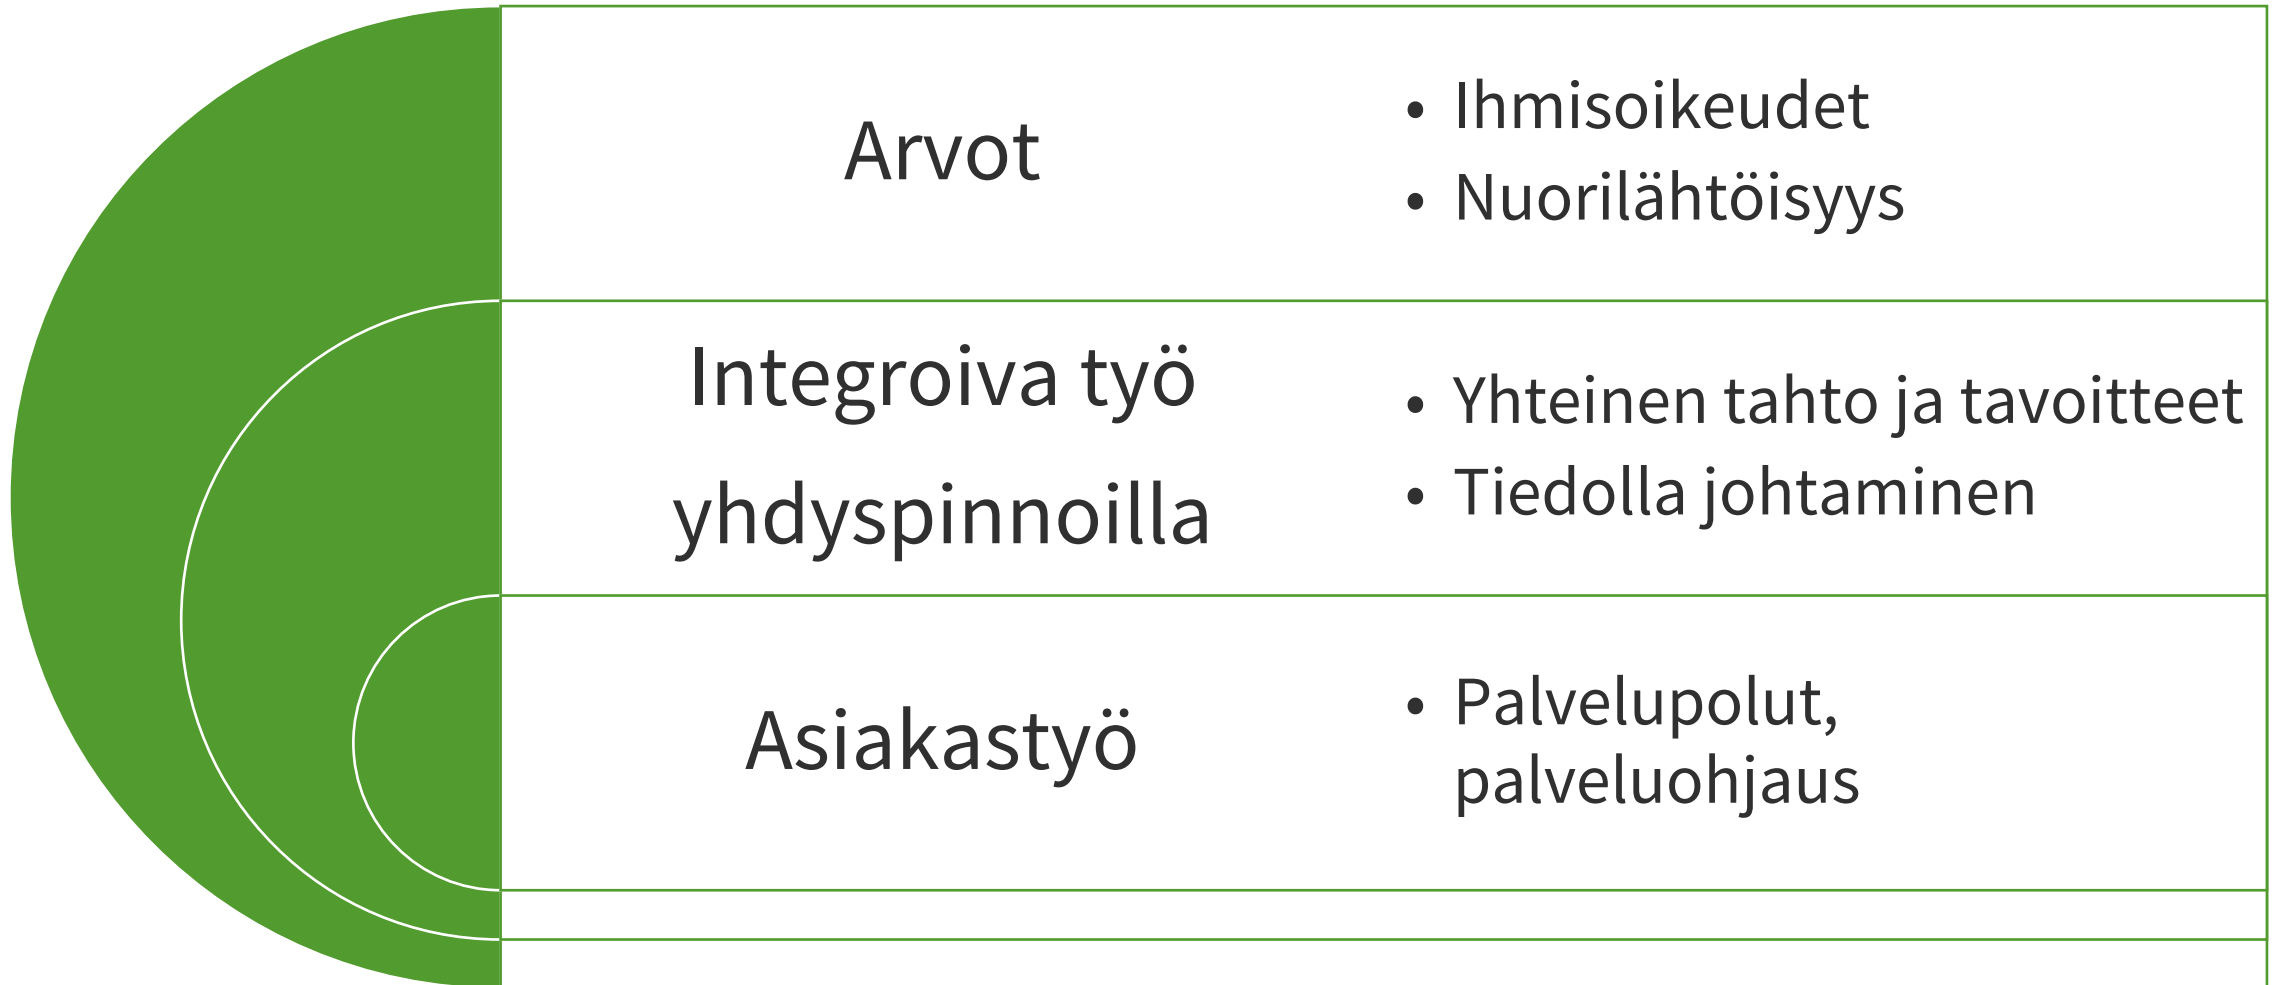 Arvot
• Ihmisoikeudet
• Nuorilähtöisyys
Integroiva työ
yhdyspinnoilla
• Yhteinen tahto ja tavoitteet
• Tiedolla johtaminen
Asiakastyö
• Palvelupolut,
palveluohjaus